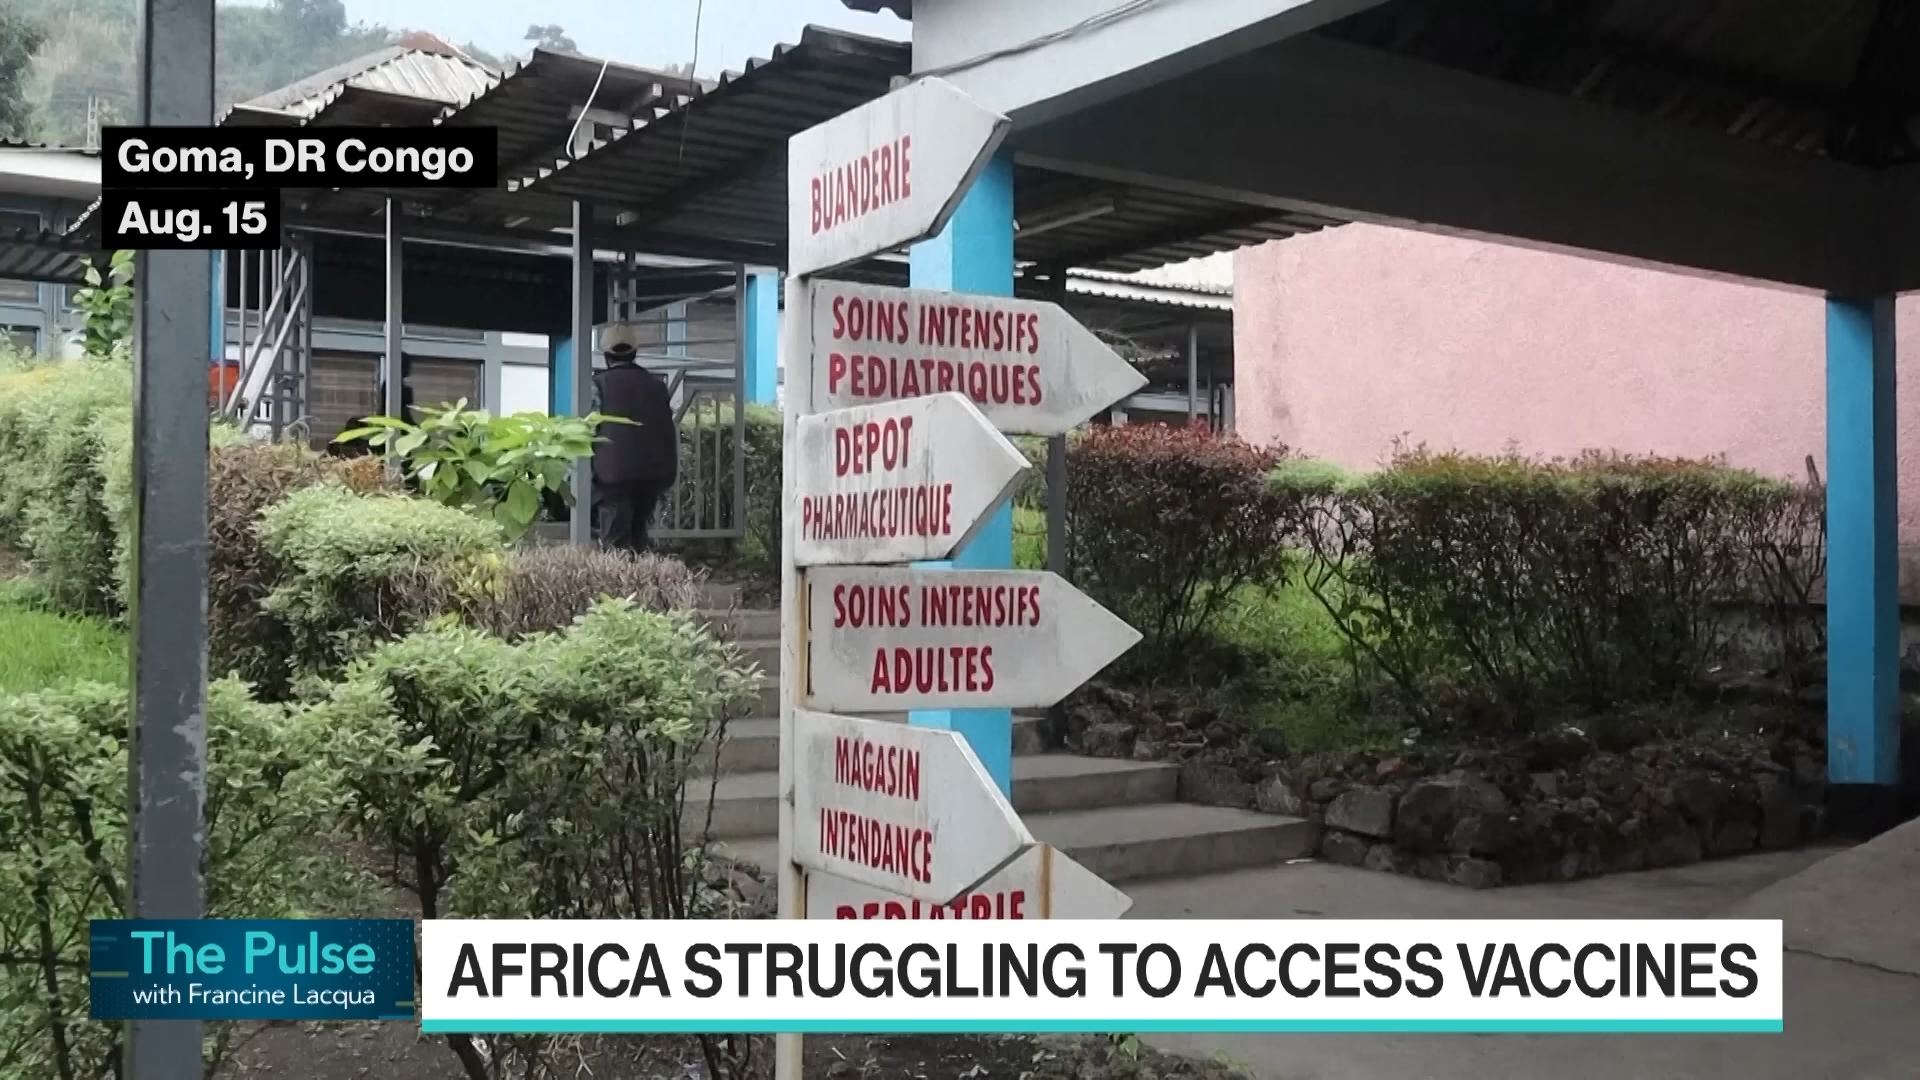 Goma, DR Congo
Aug. 15
BUANDERIE
SOINS INTENSIFS
PEDIATRIQUES
DEPOT
PHARMACEUTIQUE
SOINS INTENSIFS
ADULTES
MAGASIN
INTENDANCE
PEDIATRIE
The Pulse
with Francine Lacqua
AFRICA STRUGGLING TO ACCESS VACCINES